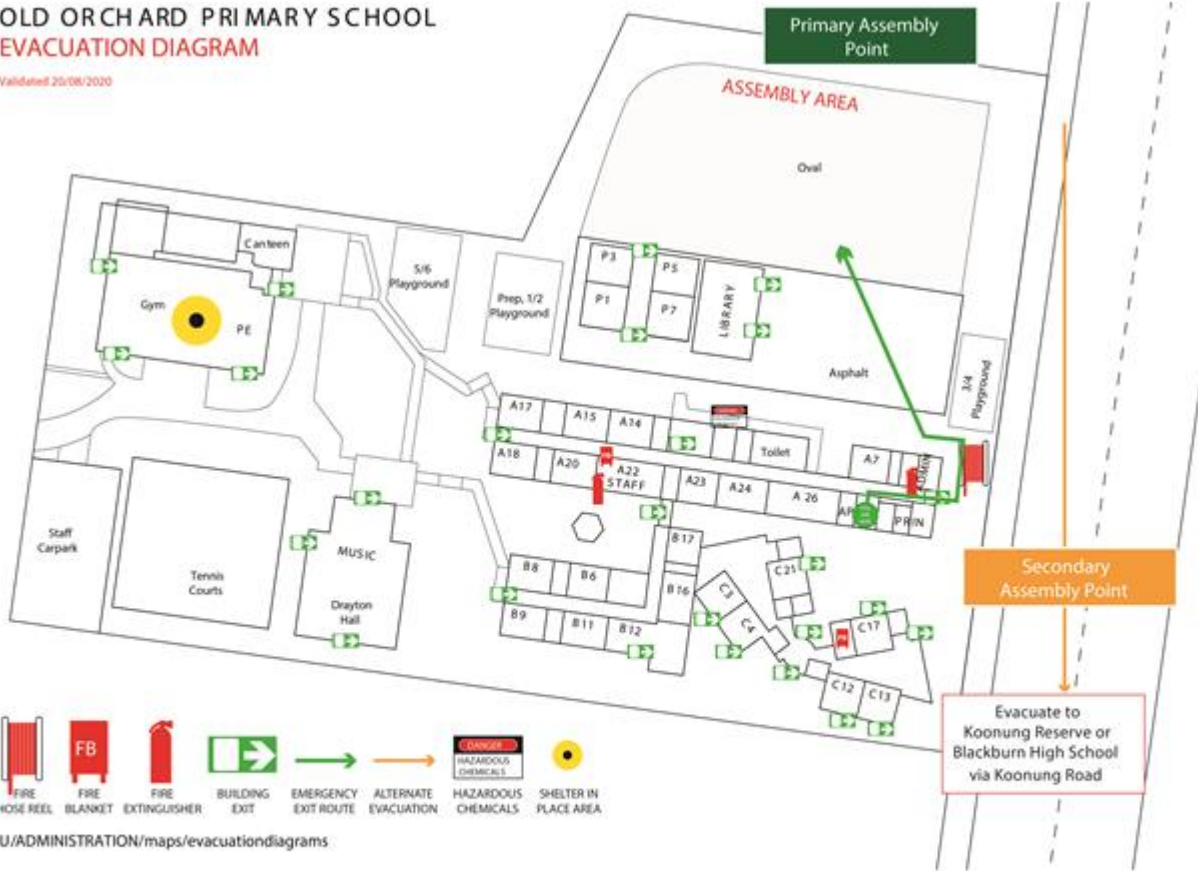 OLD ORCHARD PRIMARY SCHOOL
EVACUATION DIAGRAM
Validated 20/08/2020
Primary Assembly
Point
ASSEMBLY AREA
Oval
Canteen
Gym
PE
5/6
Playground
Prep, 1/2
Playground
P3
P5
P1
P7
LIBRARY
Asphalt
3/4
Playground
A17
A15
A14
Toilet
A7
ADMIN
A18
A20
FB
A22
STAFF
A23
A24
A 26
AP
PRIN
Staff
Carpark
Tennis
Courts
MUSIC
Drayton
Hall
B17
B8
B6
B16
B9
B11
B12
C21
C3
C4
FB
C17
C12
C13
Secondary
Assembly Point
Evacuate to
Koonung Reserve or
Blackburn High School
via Koonung Road
FB
DANGER
HAZARDOUS
CHEMICALS
FIRE
HOSE REEL
FIRE
BLANKET
FIRE
EXTINGUISHER
BUILDING
EXIT
EMERGENCY
EXIT ROUTE
ALTERNATE
EVACUATION
HAZARDOUS
CHEMICALS
SHELTER IN
PLACE AREA
U/ADMINISTRATION/maps/evacuationdiagrams